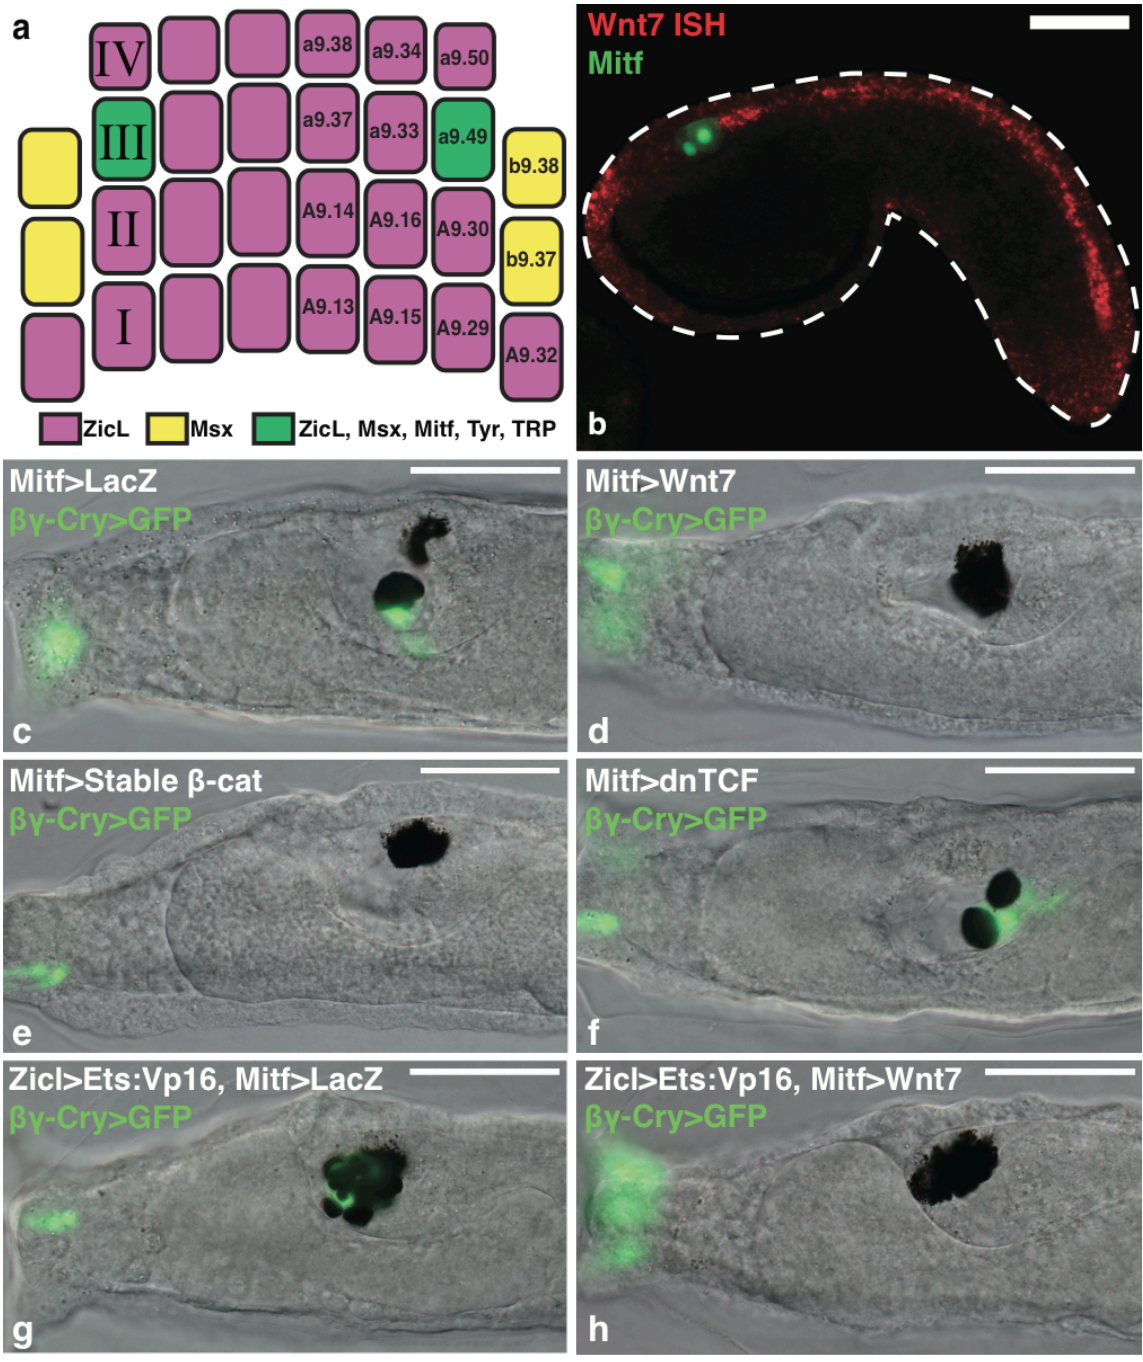 a
IV
a9.38
a9.34
a9.50
III
a9.37
a9.33
a9.49
b9.38
II
A9.14
A9.16
A9.30
b9.37
I
A9.13
A9.15
A9.29
A9.32
ZicL
Msx
ZicL, Msx, Mitf, Tyr, TRP
Wnt7 ISH
Mitf
b
Mitf>LacZ
βγ-Cry>GFP
c
Mitf>Wnt7
βγ-Cry>GFP
d
Mitf>Stable β-cat
βγ-Cry>GFP
e
Mitf>dnTCF
βγ-Cry>GFP
f
Zicl>Ets:Vp16, Mitf>LacZ
βγ-Cry>GFP
g
Zicl>Ets:Vp16, Mitf>Wnt7
βγ-Cry>GFP
h